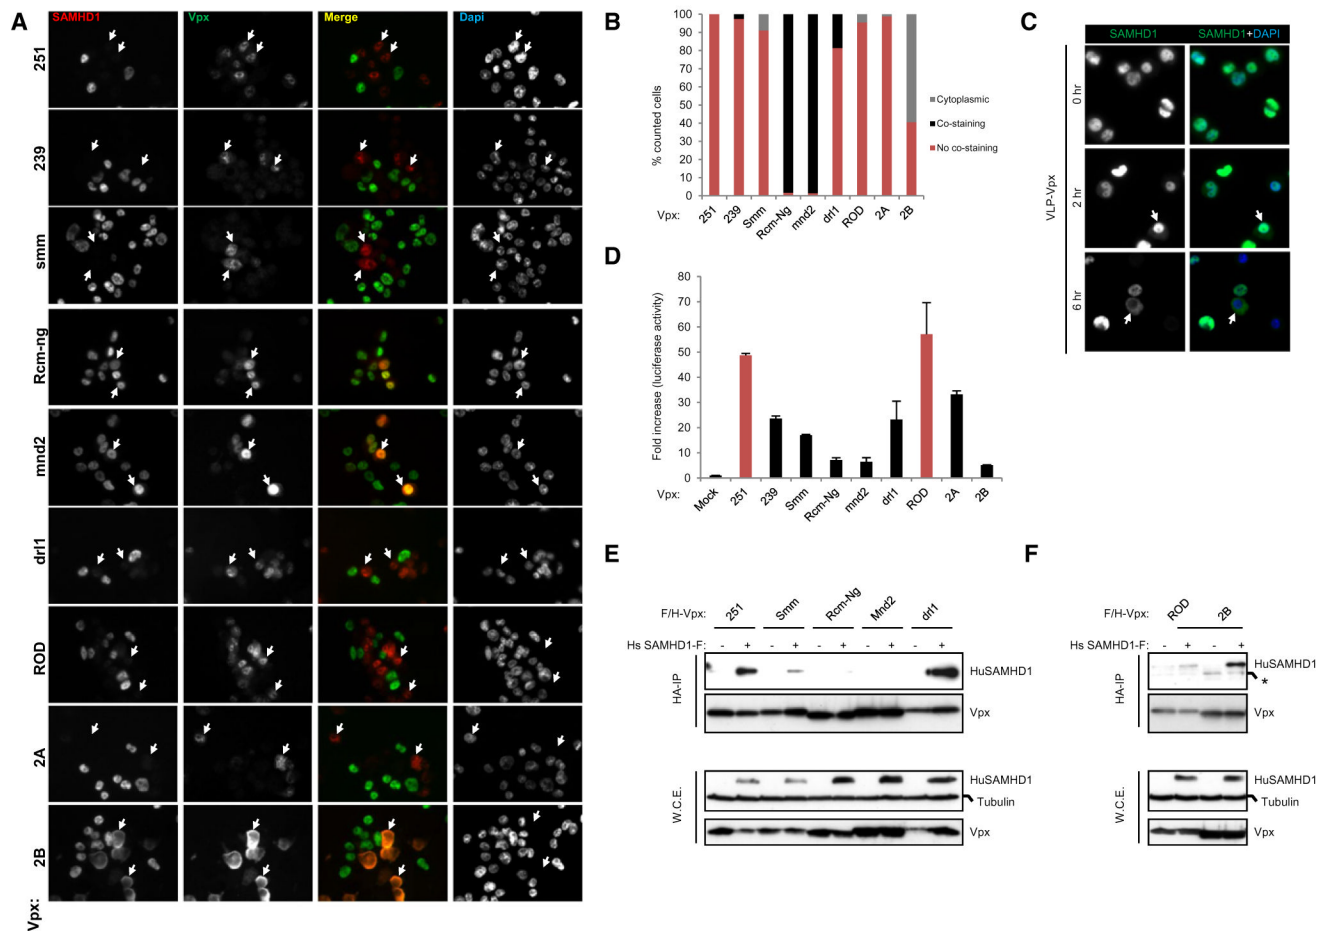 A
SAMHD1 Vpx Merge Dapi
251
239
smm
Rcm-ng
mnd2
drl1
ROD
2A
2B
Vpx:
B
% counted cells
100
90
80
70
60
50
40
30
20
10
0
Cytoplasmic
Co-staining
No co-staining
Vpx: 251 239 Smm Rcm-Ng mnd2 drl1 ROD 2A 2B
C
SAMHD1 SAMHD1+DAPI
VLP-Vpx
0 hr
2 hr
6 hr
D
Fold increase (luciferase activity)
80
70
60
50
40
30
20
10
0
Vpx: Mock 251 239 Smm Rcm-Ng mnd2 drl1 ROD 2A 2B
E
F/H-Vpx: 251 Smm Rcm-Ng Mnd2 drl1
Hs SAMHD1-F: - + - + - + - + - +
HA-IP
HuSAMHD1
Vpx
W.C.E.
HuSAMHD1
Tubulin
Vpx
F
F/H-Vpx: ROD 2B
Hs SAMHD1-F: - + - +
HA-IP
HuSAMHD1
*
Vpx
W.C.E.
HuSAMHD1
Tubulin
Vpx